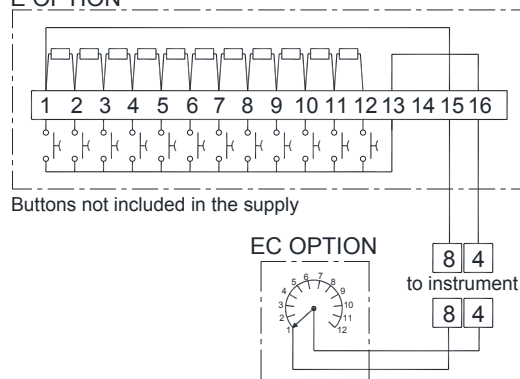 E OPTION
1 2 3 4 5 6 7 8 9 10 11 12 13 14 15 16
Buttons not included in the supply
EC OPTION
8 4
to instrument
8 4
1 2 3 4 5 6 7 8 9 10 11 12